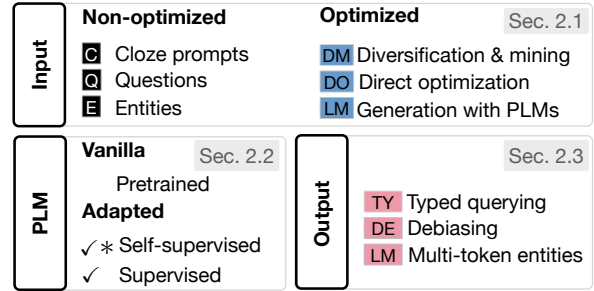 Non-optimized Optimized Sec. 2.1
Input
C Cloze prompts DM Diversification & mining
Q Questions DO Direct optimization
E Entities LM Generation with PLMs
Vanilla Sec. 2.2
PLM
Pretrained
Adapted
✓* Self-supervised
✓ Supervised
Sec. 2.3
Output
TY Typed querying
DE Debiasing
LM Multi-token entities